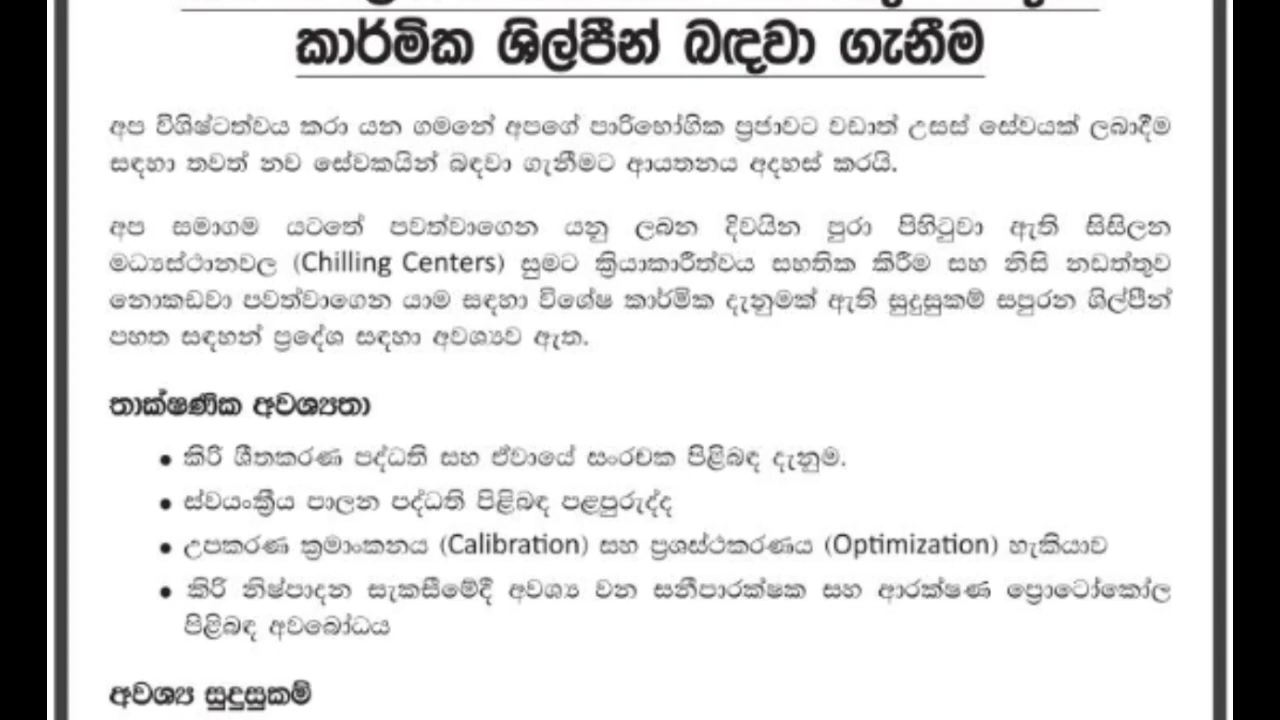 කාර්මික ශිල්පීන් බඳවා ගැනීම
අප විශිෂ්ටත්වය කරා යන ගමනේ අපගේ පාරිභෝගික ප්‍රජාවට වඩාත් උසස් සේවයක් ලබාදීම
සඳහා තවත් නව සේවකයින් බඳවා ගැනීමට ආයතනය අදහස් කරයි.
අප සමාගම යටතේ පවත්වාගෙන යනු ලබන දිවයින පුරා පිහිටුවා ඇති සිසිලන
මධ්‍යස්ථානවල (Chilling Centers) සුමට ක්‍රියාකාරීත්වය සහතික කිරීම සහ නිසි නඩත්තුව
නොකඩවා පවත්වාගෙන යාම සඳහා විශේෂ කාර්මික දැනුමක් ඇති සුදුසුකම් සපුරන ශිල්පීන්
පහත සඳහන් ප්‍රදේශ සඳහා අවශ්‍යව ඇත.
තාක්ෂණික අවශ්‍යතා
• කිරි ශීතකරණ පද්ධති සහ ඒවායේ සංරචක පිළිබඳ දැනුම.
• ස්වයංක්‍රීය පාලන පද්ධති පිළිබඳ පළපුරුද්ද
• උපකරණ ක්‍රමාංකනය (Calibration) සහ ප්‍රශස්ථකරණය (Optimization) හැකියාව
• කිරි නිෂ්පාදන සැකසීමේදී අවශ්‍ය වන සනීපාරක්ෂක සහ ආරක්ෂණ ප්‍රොටෝකෝල
පිළිබඳ අවබෝධය
අවශ්‍ය සුදුසුකම්